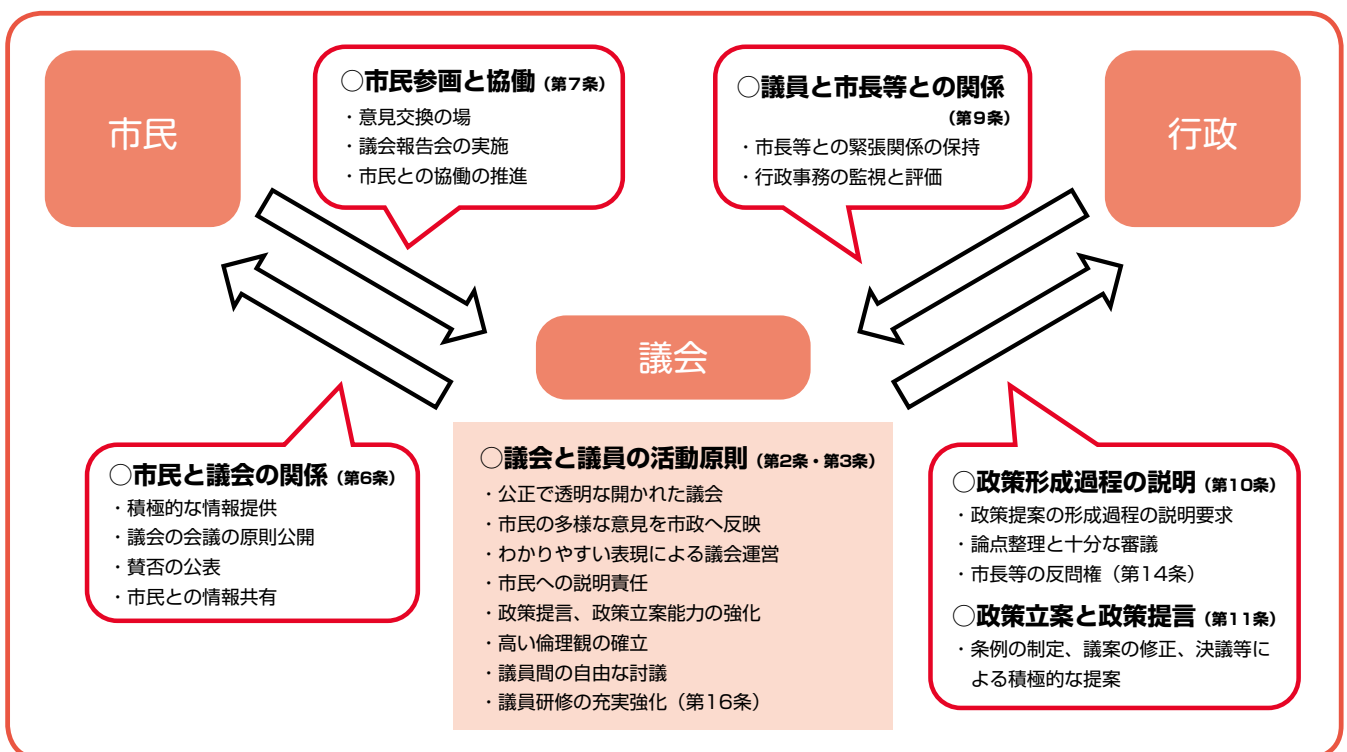 市民
○市民参画と協働（第7条）
・意見交換の場
・議会報告会の実施
・市民との協働の推進
○議員と市長等との関係
（第9条）
・市長等との緊張関係の保持
・行政事務の監視と評価
行政
議会
○市民と議会の関係（第6条）
・積極的な情報提供
・議会の会議の原則公開
・賛否の公表
・市民との情報共有
○議会と議員の活動原則（第2条・第3条）
・公正で透明な開かれた議会
・市民の多様な意見を市政へ反映
・わかりやすい表現による議会運営
・市民への説明責任
・政策提言、政策立案能力の強化
・高い倫理観の確立
・議員間の自由な討議
・議員研修の充実強化（第16条）
○政策形成過程の説明（第10条）
・政策提案の形成過程の説明要求
・論点整理と十分な審議
・市長等の反問権（第14条）
○政策立案と政策提言（第11条）
・条例の制定、議案の修正、決議等に
よる積極的な提案